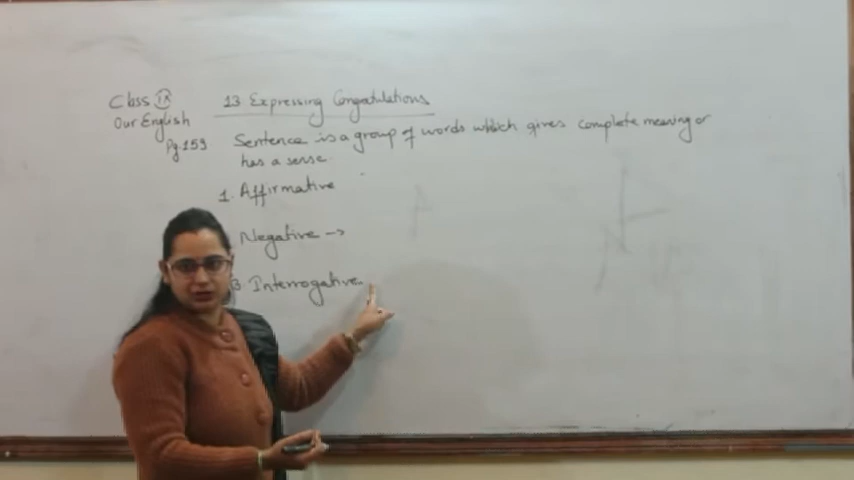 Class IX
13 Expressing Congratulations
Our English
Pg. 159
Sentence is a group of words which gives complete meaning or
has a sense
1. Affirmative
Negative →
3. Interrogative